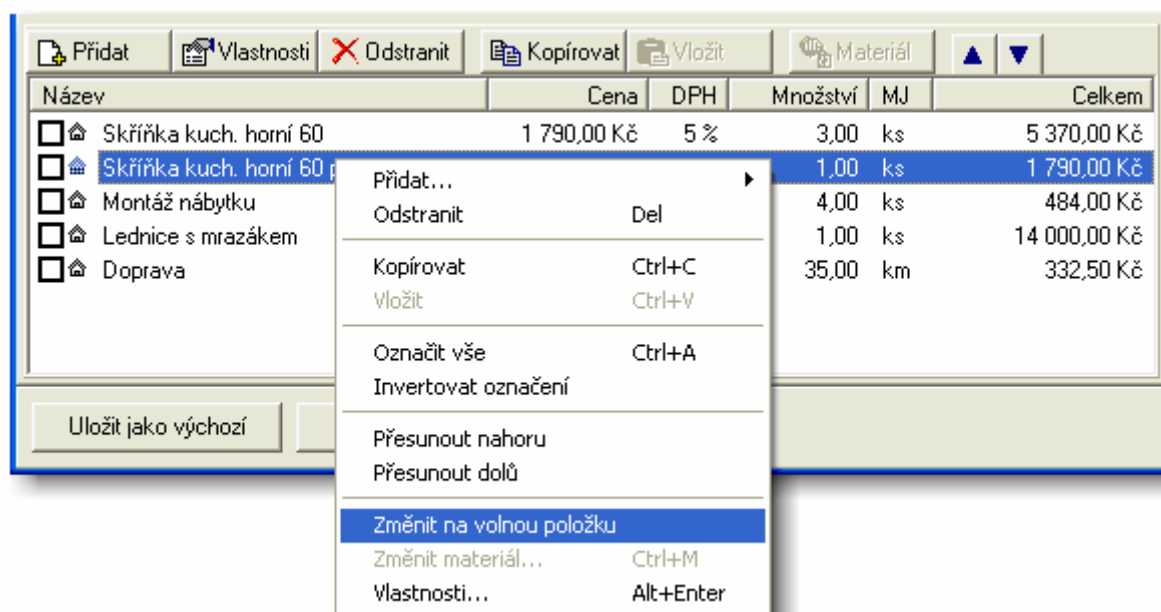 Přidat Vlastnosti Odstranit Kopírovat Vložit Materiál
Název Cena DPH Množství MJ Celkem
Skříňka kuch. horní 60 1 790,00 Kč 5 % 3,00 ks 5 370,00 Kč
Skříňka kuch. horní 60 1,00 ks 1 790,00 Kč
Montáž nábytku 4,00 ks 484,00 Kč
Lednice s mrazákem 1,00 ks 14 000,00 Kč
Doprava 35,00 km 332,50 Kč
Přidat...
Odstranit Del
Kopírovat Ctrl+C
Vložit Ctrl+V
Označit vše Ctrl+A
Invertovat označení
Přesunout nahoru
Přesunout dolů
Změnit na volnou položku
Změnit materiál... Ctrl+M
Vlastnosti... Alt+Enter
Uložit jako výchozí